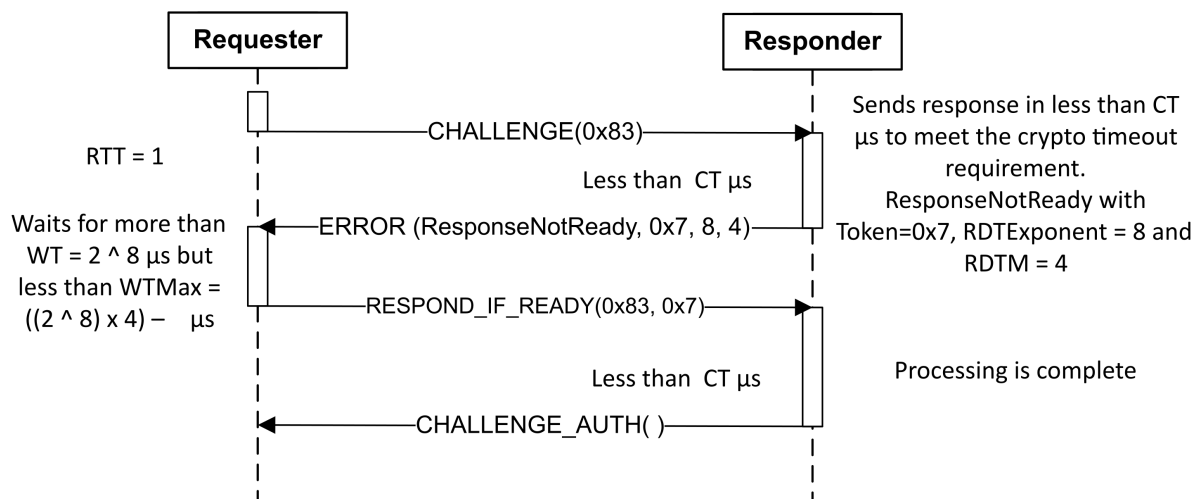 Requester
Responder
CHALLENGE(0x83)
Sends response in less than CT
µs to meet the crypto timeout
requirement.
ResponseNotReady with
Token=0x7, RDTExponent = 8 and
RDTM = 4
RTT = 1
Less than CT µs
Waits for more than
WT = 2 ^ 8 µs but
less than WTMax =
((2 ^ 8) x 4) – µs
ERROR (ResponseNotReady, 0x7, 8, 4)
RESPOND_IF_READY(0x83, 0x7)
Less than CT µs
Processing is complete
CHALLENGE_AUTH( )